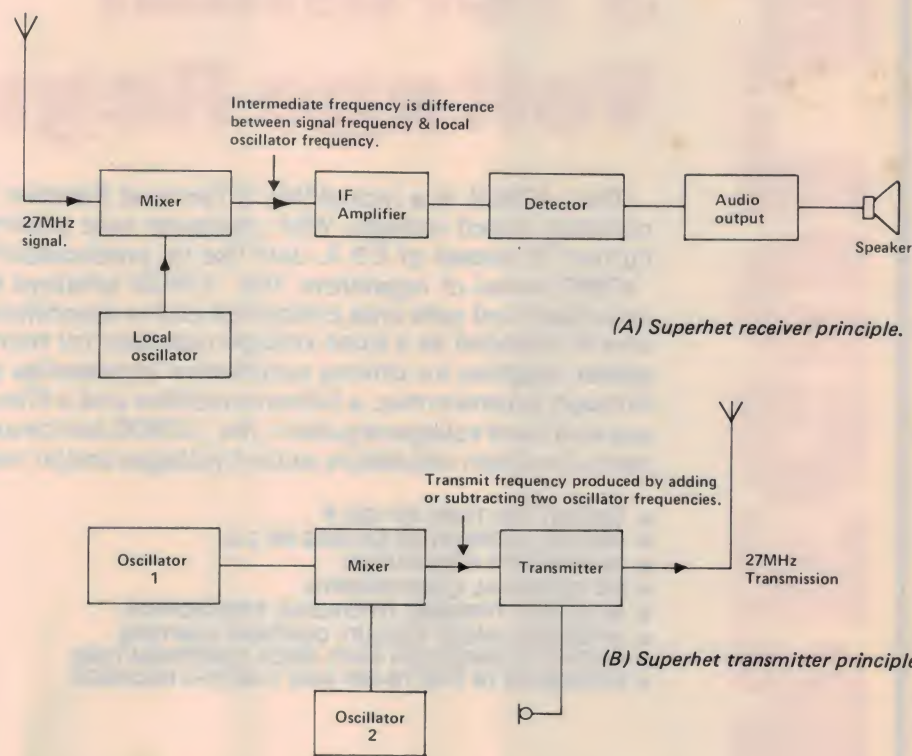 Intermediate frequency is difference
between signal frequency & local
oscillator frequency.
27MHz
signal.
Mixer
IF
Amplifier
Detector
Audio
output
Speaker
Local
oscillator
(A) Superhet receiver principle.
Transmit frequency produced by adding
or subtracting two oscillator frequencies.
Oscillator
1
Mixer
Transmitter
27MHz
Transmission
Oscillator
2
(B) Superhet transmitter principle